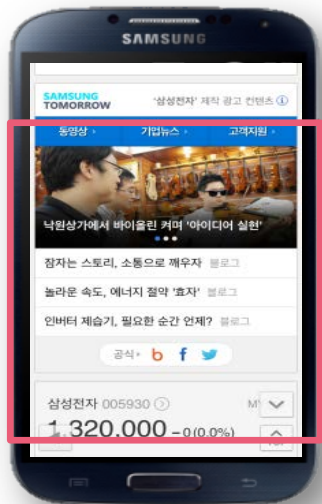 SAMSUNG
SAMSUNG
TOMORROW
'삼성전자' 제작 광고 컨텐츠
동영상 › 기업뉴스 › 고객지원 ›
낙원상가에서 바이올린 켜며 '아이디어 실현'
잠자는 스토리, 소통으로 깨우자 블로그
놀라운 속도, 에너지 절약 '효자' 블로그
인버터 제습기, 필요한 순간 언제? 블로그
공식
삼성전자 005930
1,320,000 – 0 (0.0%)